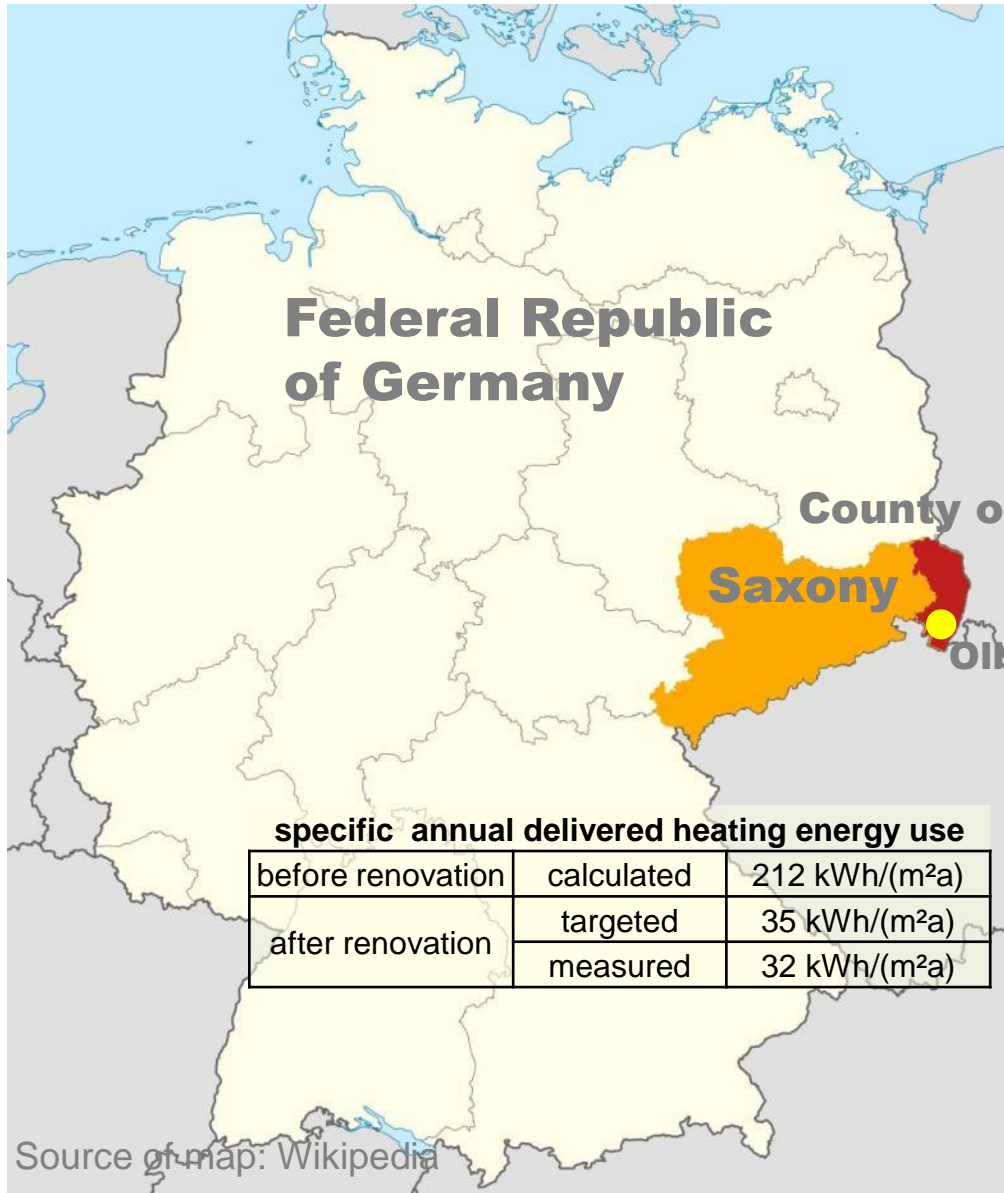 Federal Republic
of Germany
County o
Saxony
Olb
specific annual delivered heating energy use
before renovation calculated 212 kWh/(m²a)
after renovation targeted 35 kWh/(m²a)
measured 32 kWh/(m²a)
Source of map: Wikipedia